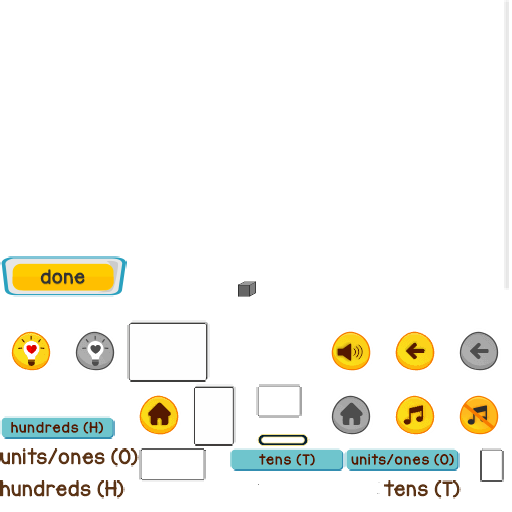 done
hundreds (H)
units/ones (O)
tens (T)
units/ones (O)
hundreds (H)
tens (T)